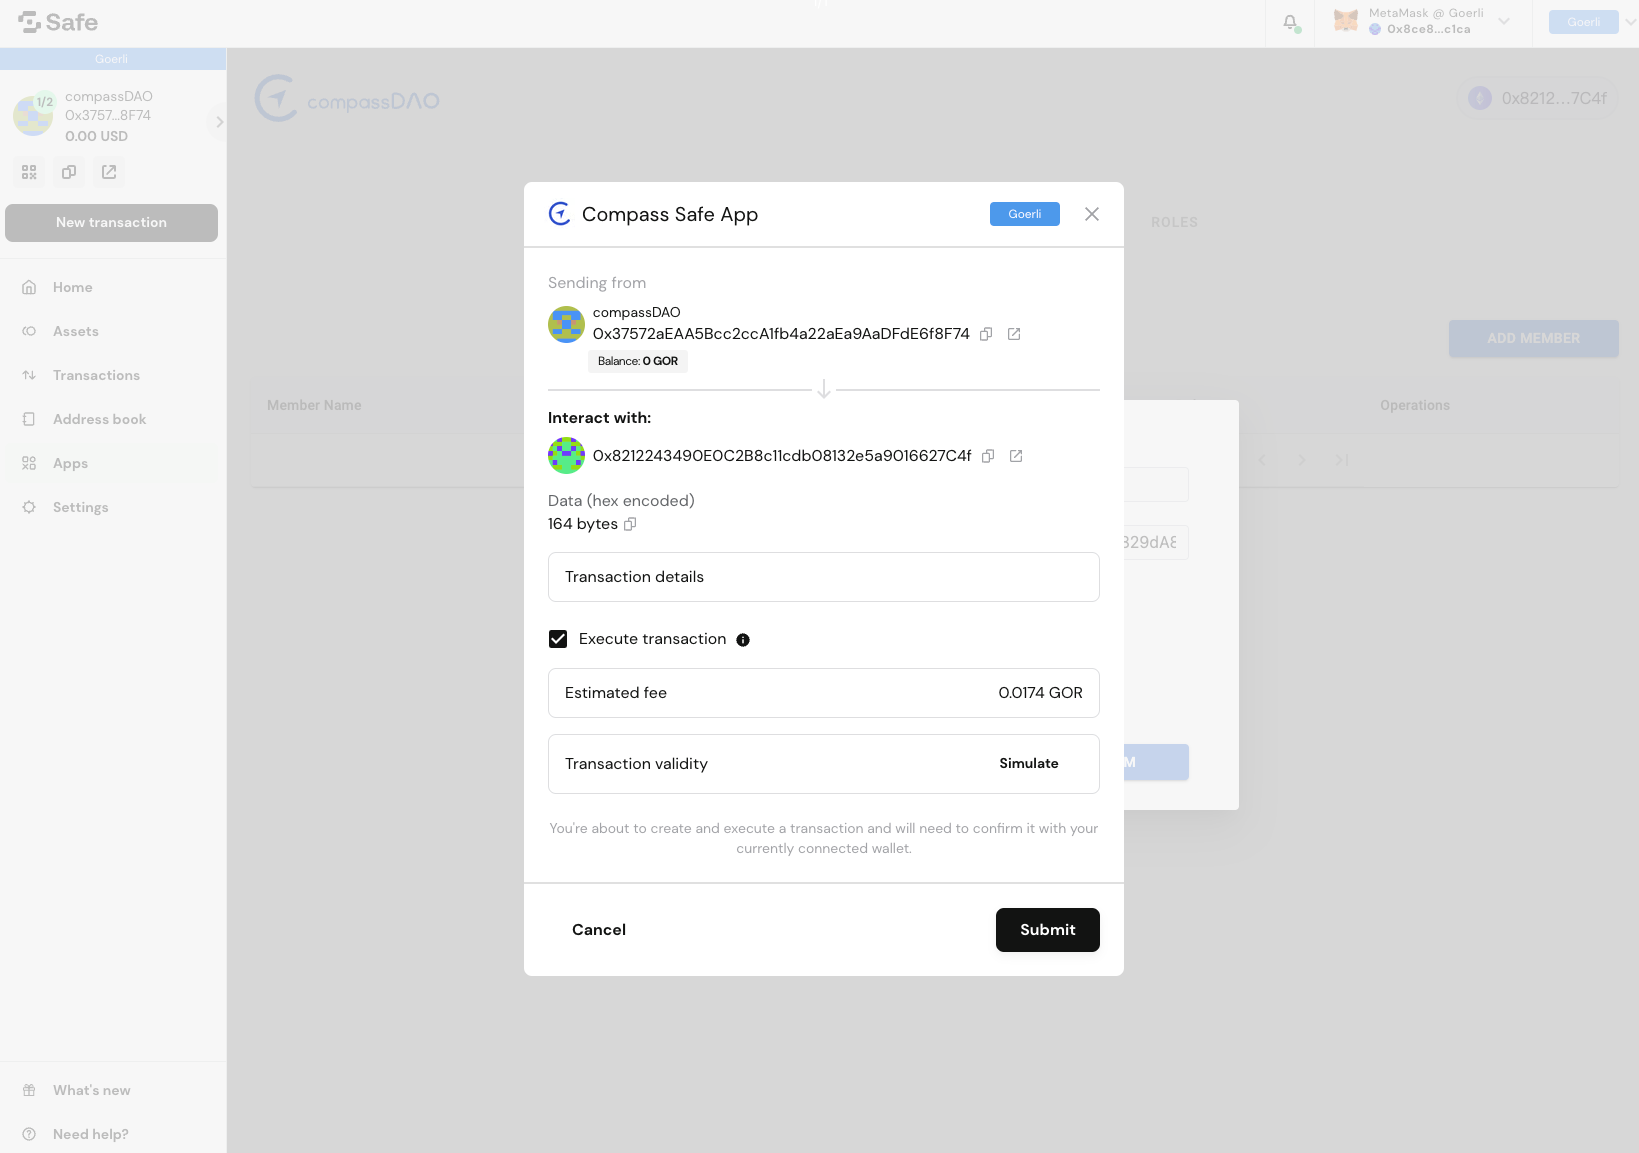 Safe
MetaMask @ Goerli
0x8ce8...c1ca
Goerli
Goerli
1/2
compassDAO
0x3757...8F74
0.00 USD
New transaction
Home
Assets
Transactions
Address book
Apps
Settings
What's new
Need help?
compassDAO
0x8212...7C4f
ROLES
ADD MEMBER
Member Name
Operations
329dA8
M
Compass Safe App
Goerli
Sending from
compassDAO
0x37572aEAA5Bcc2ccA1fb4a22aEa9AaDFdE6f8F74
Balance: 0 GOR
Interact with:
0x8212243490E0C2B8c11cdb08132e5a9016627C4f
Data (hex encoded)
164 bytes
Transaction details
Execute transaction
Estimated fee 0.0174 GOR
Transaction validity Simulate
You're about to create and execute a transaction and will need to confirm it with your
currently connected wallet.
Cancel
Submit